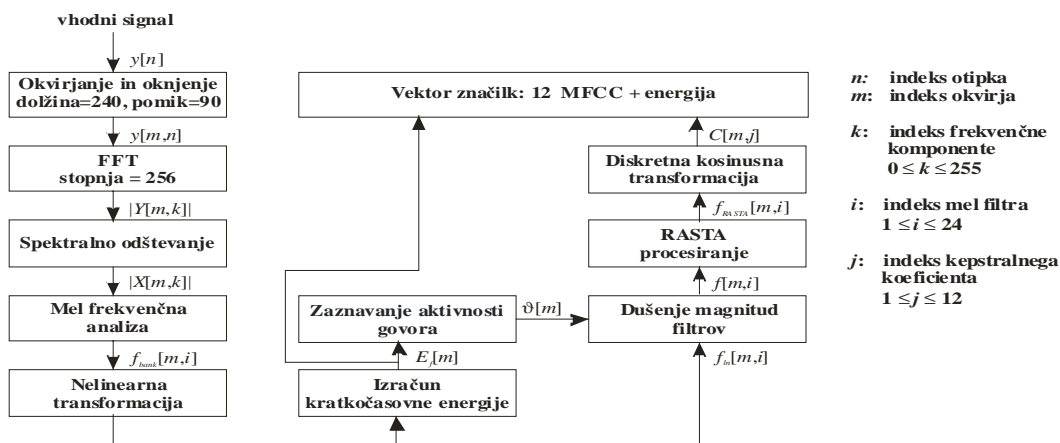 vhodni signal
y[n]
Okvirjanje in oknjenje
dolžina=240, pomik=90
y[m,n]
FFT
stopnja = 256
|Y[m,k]|
Spektralno odštevanje
|X[m,k]|
Mel frekvenčna
analiza
f_bank[m,i]
Nelinearna
transformacija
Vektor značilk: 12 MFCC + energija
C[m,j]
Diskretna kosinusna
transformacija
f_RASTA[m,i]
RASTA
procesiranje
f[m,i]
Zaznavanje aktivnosti
govora
ϑ[m]
Dušenje magnitud
filtrov
E_f[m]
f_ln[m,i]
Izračun
kratkočasovne energije
n: indeks otipka
m: indeks okvirja
k: indeks frekvenčne
komponente
0 ≤ k ≤ 255
i: indeks mel filtra
1 ≤ i ≤ 24
j: indeks kepstralnega
koeficienta
1 ≤ j ≤ 12